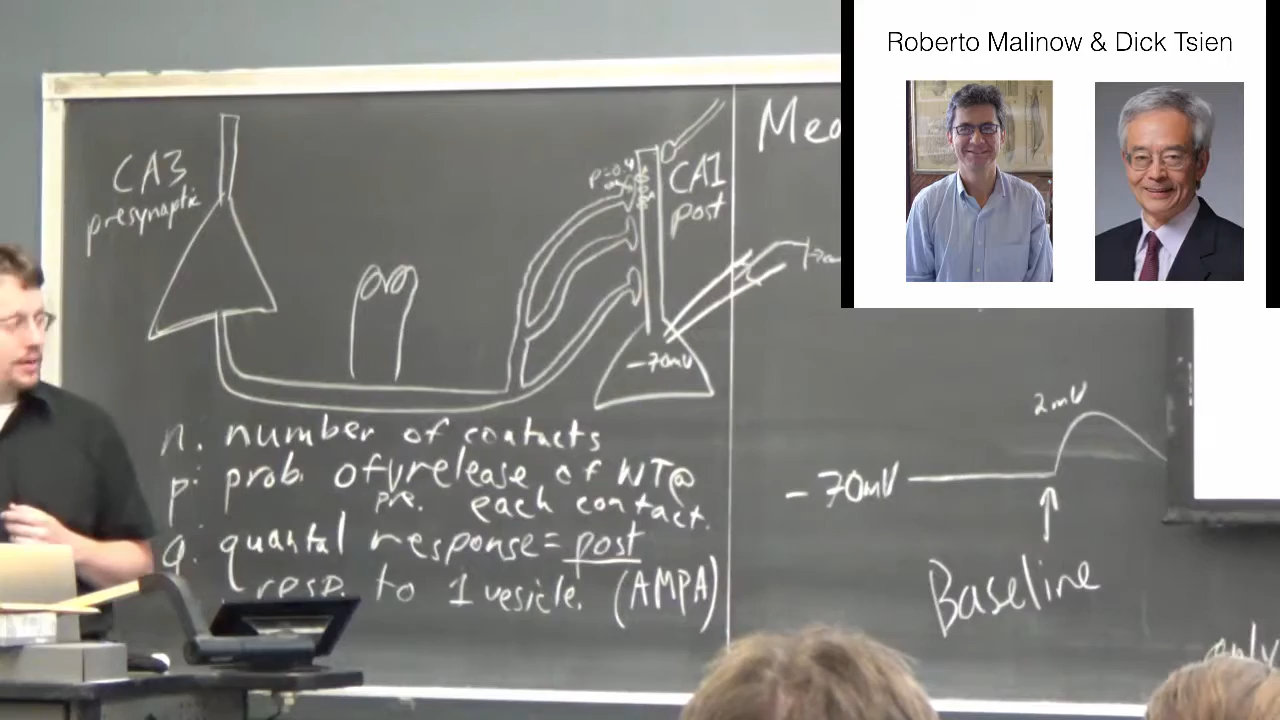 Roberto Malinow & Dick Tsien
CA3
presynaptic
CA1
post
-70mV
n: number of contacts
p: prob. of release of NT@
pre. each contact.
q: quantal response = post
resp. to 1 vesicle. (AMPA)
2mV
-70mV
Baseline
only